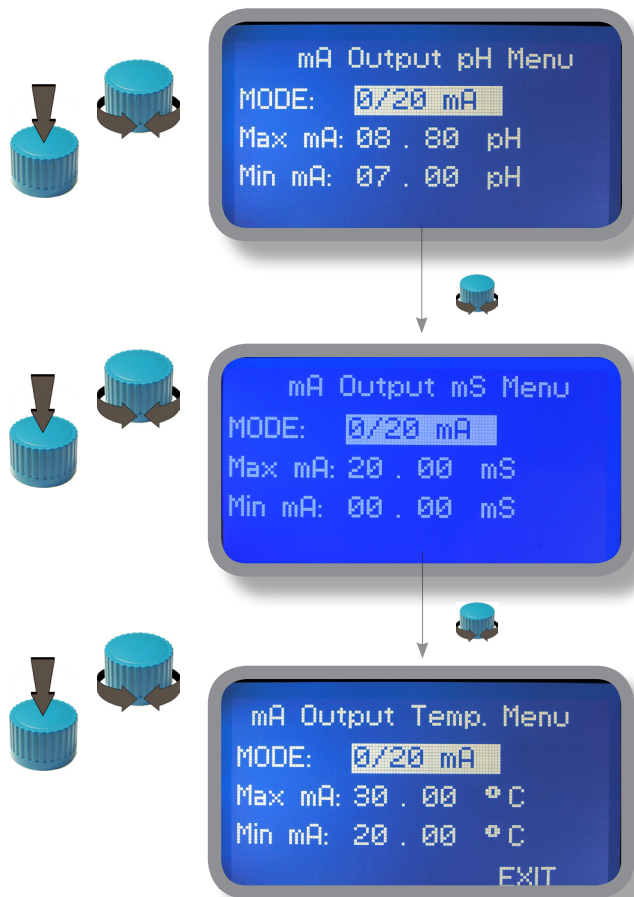 mA Output pH Menu
MODE: 0/20 mA
Max mA: 08 . 80 pH
Min mA: 07 . 00 pH
mA Output mS Menu
MODE: 0/20 mA
Max mA: 20 . 00 mS
Min mA: 00 . 00 mS
mA Output Temp. Menu
MODE: 0/20 mA
Max mA: 30 . 00 °C
Min mA: 20 . 00 °C
EXIT